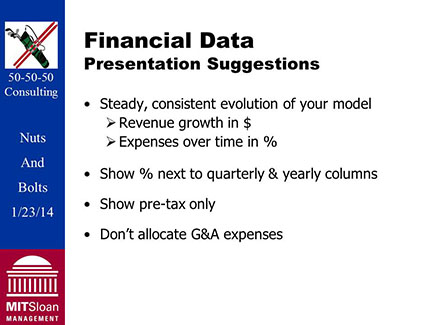 Financial Data
Presentation Suggestions
• Steady, consistent evolution of your model
➢ Revenue growth in $
➢ Expenses over time in %
• Show % next to quarterly & yearly columns
• Show pre-tax only
• Don't allocate G&A expenses
50-50-50
Consulting
Nuts
And
Bolts
1/23/14
MITSloan
MANAGEMENT